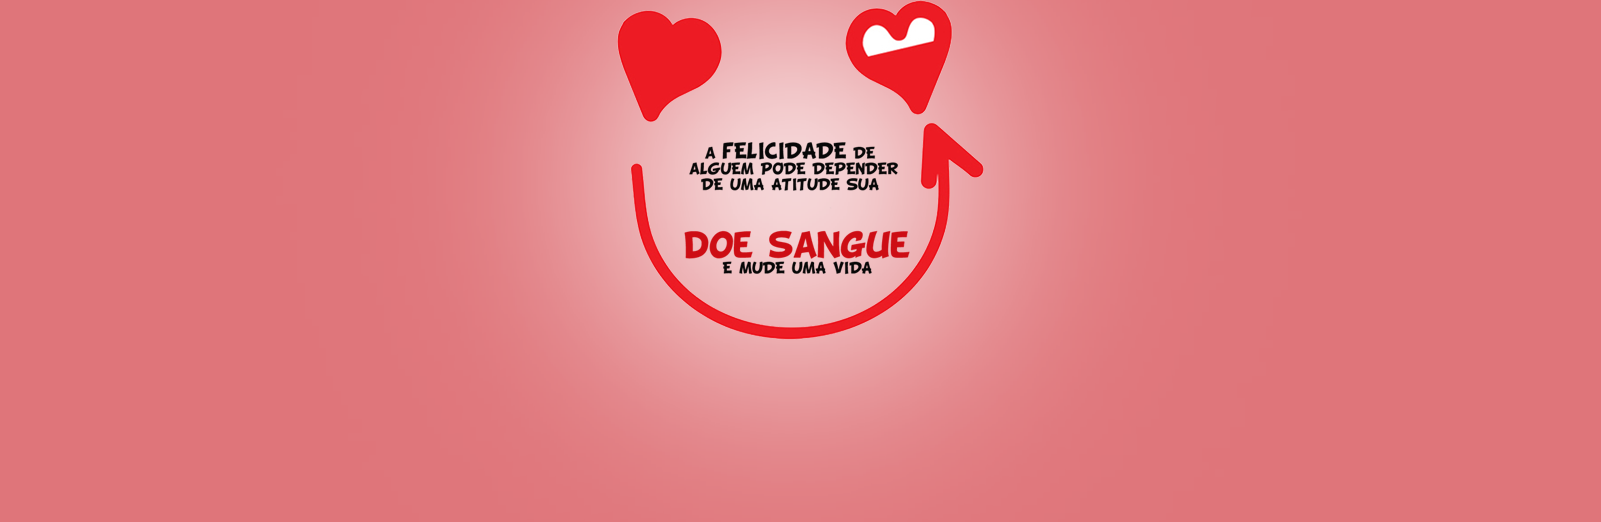 A FELICIDADE DE
ALGUEM PODE DEPENDER
DE UMA ATITUDE SUA
DOE SANGUE
E MUDE UMA VIDA